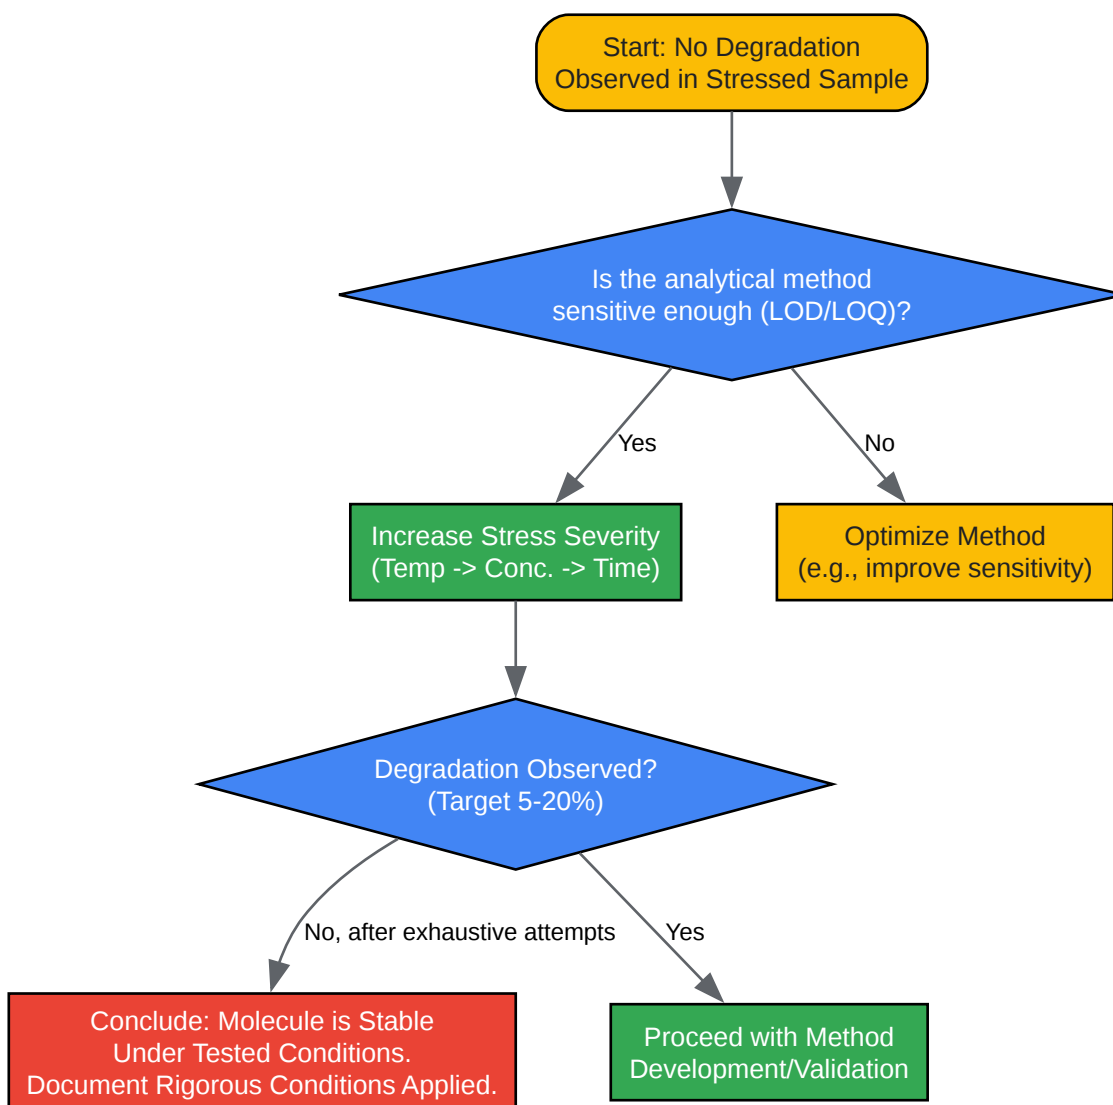 Start: No Degradation
Observed in Stressed Sample
Is the analytical method
sensitive enough (LOD/LOQ)?
Yes
No
Increase Stress Severity
(Temp -> Conc. -> Time)
Optimize Method
(e.g., improve sensitivity)
Degradation Observed?
(Target 5-20%)
No, after exhaustive attempts
Yes
Conclude: Molecule is Stable
Under Tested Conditions.
Document Rigorous Conditions Applied.
Proceed with Method
Development/Validation